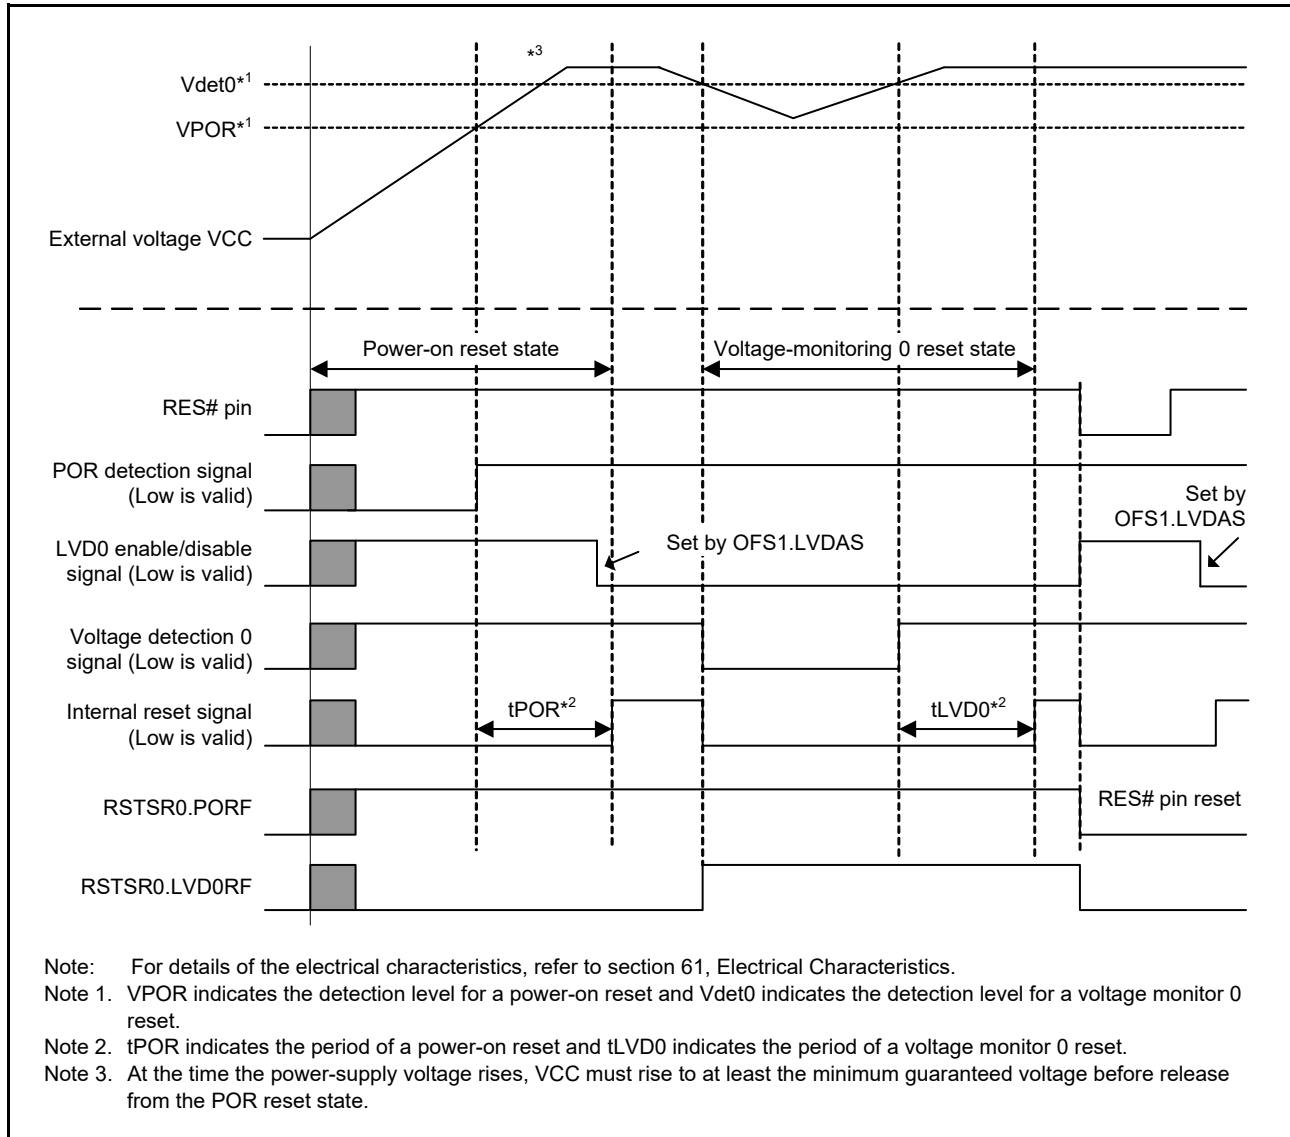 *3
Vdet0*1
VPOR*1
External voltage VCC
Power-on reset state
Voltage-monitoring 0 reset state
RES# pin
POR detection signal
(Low is valid)
Set by
OFS1.LVDAS
LVD0 enable/disable
signal (Low is valid)
Set by OFS1.LVDAS
Voltage detection 0
signal (Low is valid)
Internal reset signal
(Low is valid)
tPOR*2
tLVD0*2
RSTSR0.PORF
RES# pin reset
RSTSR0.LVD0RF
Note: For details of the electrical characteristics, refer to section 61, Electrical Characteristics.
Note 1. VPOR indicates the detection level for a power-on reset and Vdet0 indicates the detection level for a voltage monitor 0
reset.
Note 2. tPOR indicates the period of a power-on reset and tLVD0 indicates the period of a voltage monitor 0 reset.
Note 3. At the time the power-supply voltage rises, VCC must rise to at least the minimum guaranteed voltage before release
from the POR reset state.